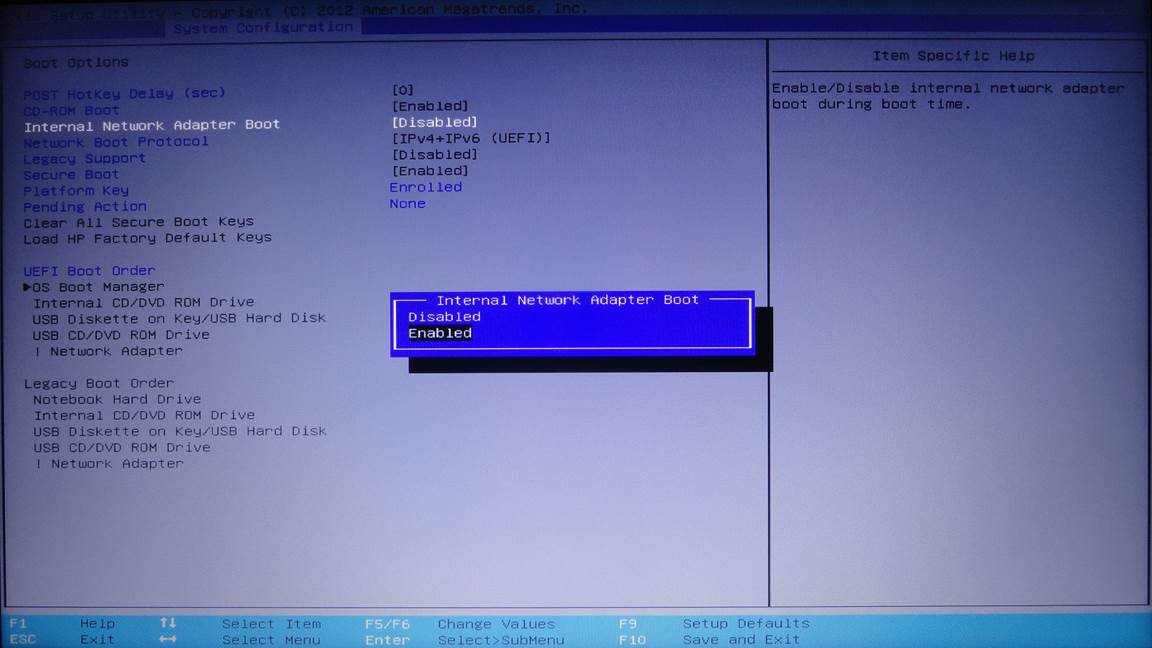 Setup Utility - Copyright (C) 2012 American Megatrends, Inc.
System Configuration
Boot Options
POST HotKey Delay (sec) [0]
CD-ROM Boot [Enabled]
Internal Network Adapter Boot [Disabled]
Network Boot Protocol [IPv4+IPv6 (UEFI)]
Legacy Support [Disabled]
Secure Boot [Enabled]
Platform Key Enrolled
Pending Action None
Clear All Secure Boot Keys
Load HP Factory Default Keys
UEFI Boot Order
▶OS Boot Manager
Internal CD/DVD ROM Drive
USB Diskette on Key/USB Hard Disk
USB CD/DVD ROM Drive
! Network Adapter
Legacy Boot Order
Notebook Hard Drive
Internal CD/DVD ROM Drive
USB Diskette on Key/USB Hard Disk
USB CD/DVD ROM Drive
! Network Adapter
Internal Network Adapter Boot
Disabled
Enabled
Item Specific Help
Enable/Disable internal network adapter
boot during boot time.
F1 Help ↑↓ Select Item F5/F6 Change Values F9 Setup Defaults
ESC Exit ↔ Select Menu Enter Select>SubMenu F10 Save and Exit